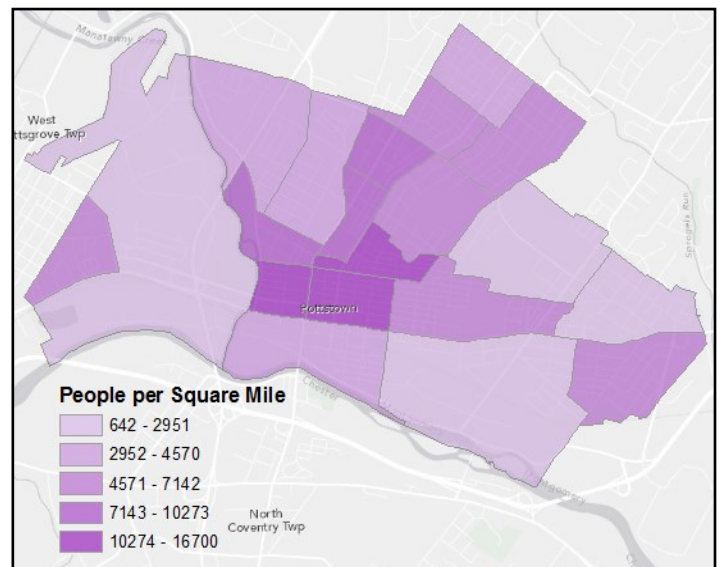 Manatawny Creek
West
ttsgrove Twp
Sprogels Run
Pottstown
Chester
People per Square Mile
642 - 2951
2952 - 4570
4571 - 7142
7143 - 10273
10274 - 16700
Montgomery
North
Coventry Twp